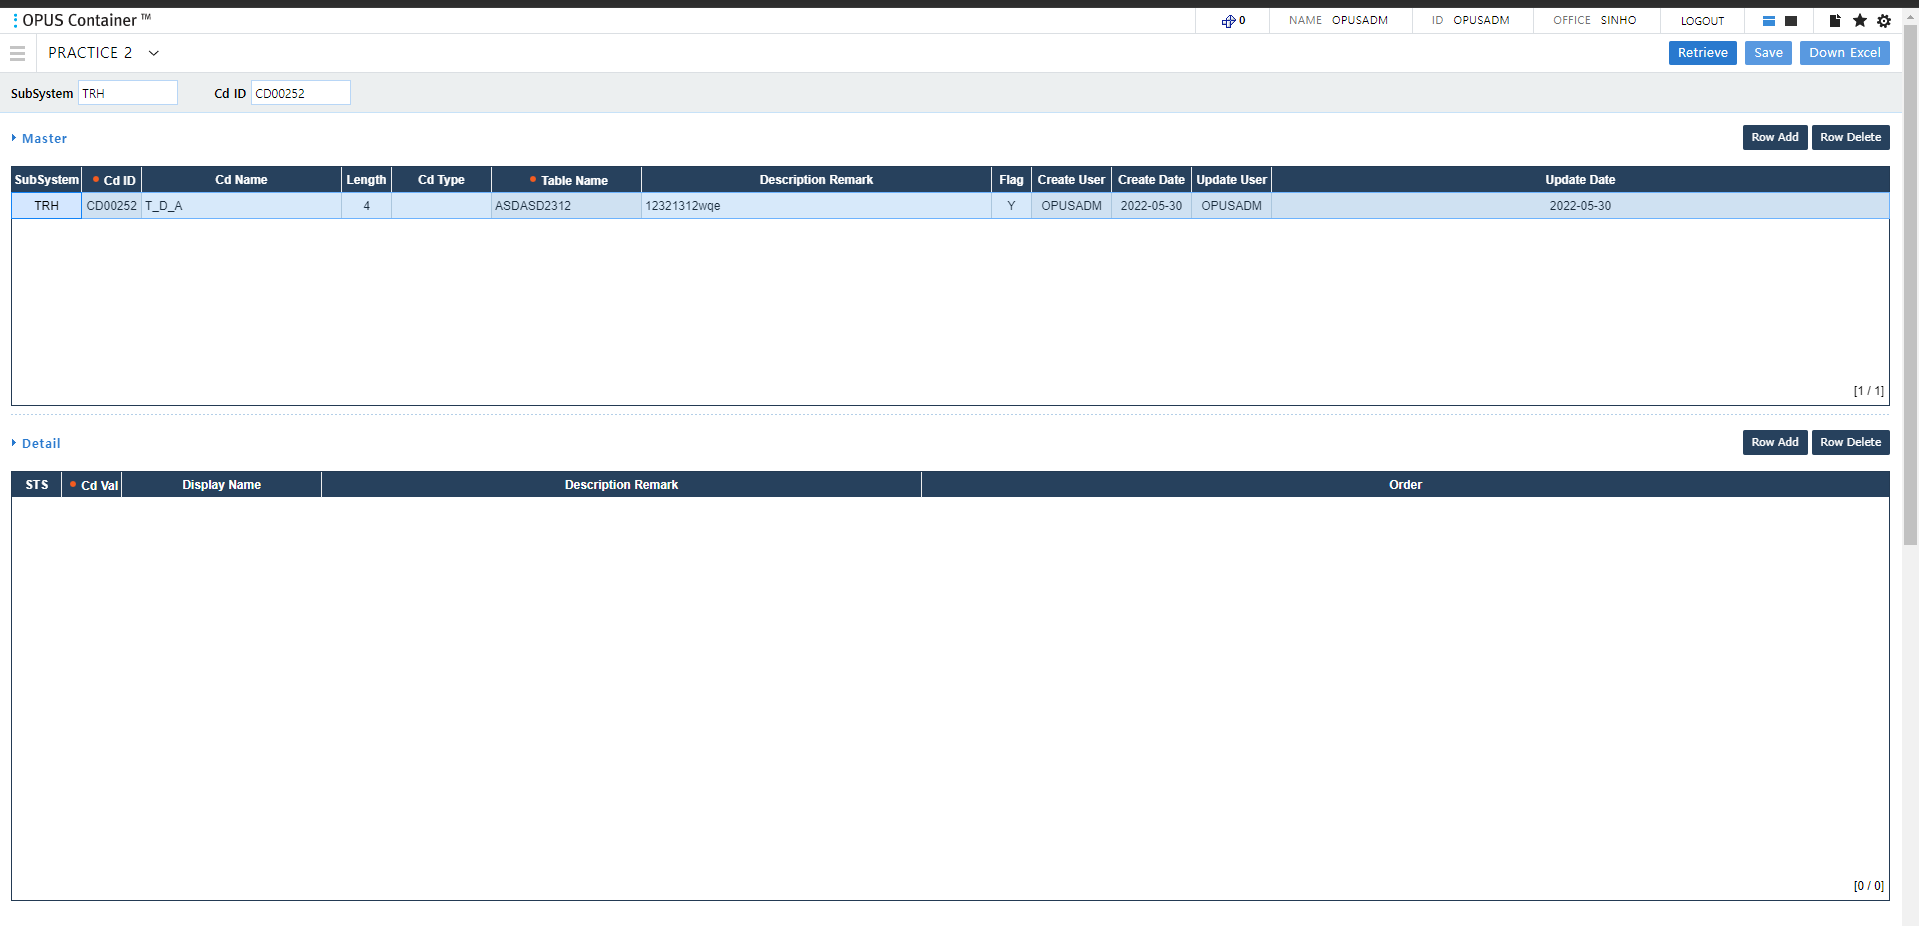 OPUS Container ™ 0 NAME OPUSADM ID OPUSADM OFFICE SINHO LOGOUT
PRACTICE 2 Retrieve Save Down Excel
SubSystem TRH Cd ID CD00252
Master Row Add Row Delete
SubSystem Cd ID Cd Name Length Cd Type Table Name Description Remark Flag Create User Create Date Update User Update Date
TRH CD00252 T_D_A 4 ASDASD2312 12321312wqe Y OPUSADM 2022-05-30 OPUSADM 2022-05-30
[1 / 1]
Detail Row Add Row Delete
STS Cd Val Display Name Description Remark Order
[0 / 0]